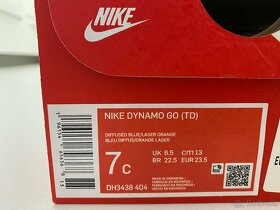 NIKE
NIKE DYNAMO GO (TD)
DIFFUSED BLUE/LASER ORANGE
BLEU DIFFUS/ORANGE LASER
7 C
UK 6.5 cm 13
BR 22.5 EUR 23.5
DH3438 404
MADE IN INDONESIA